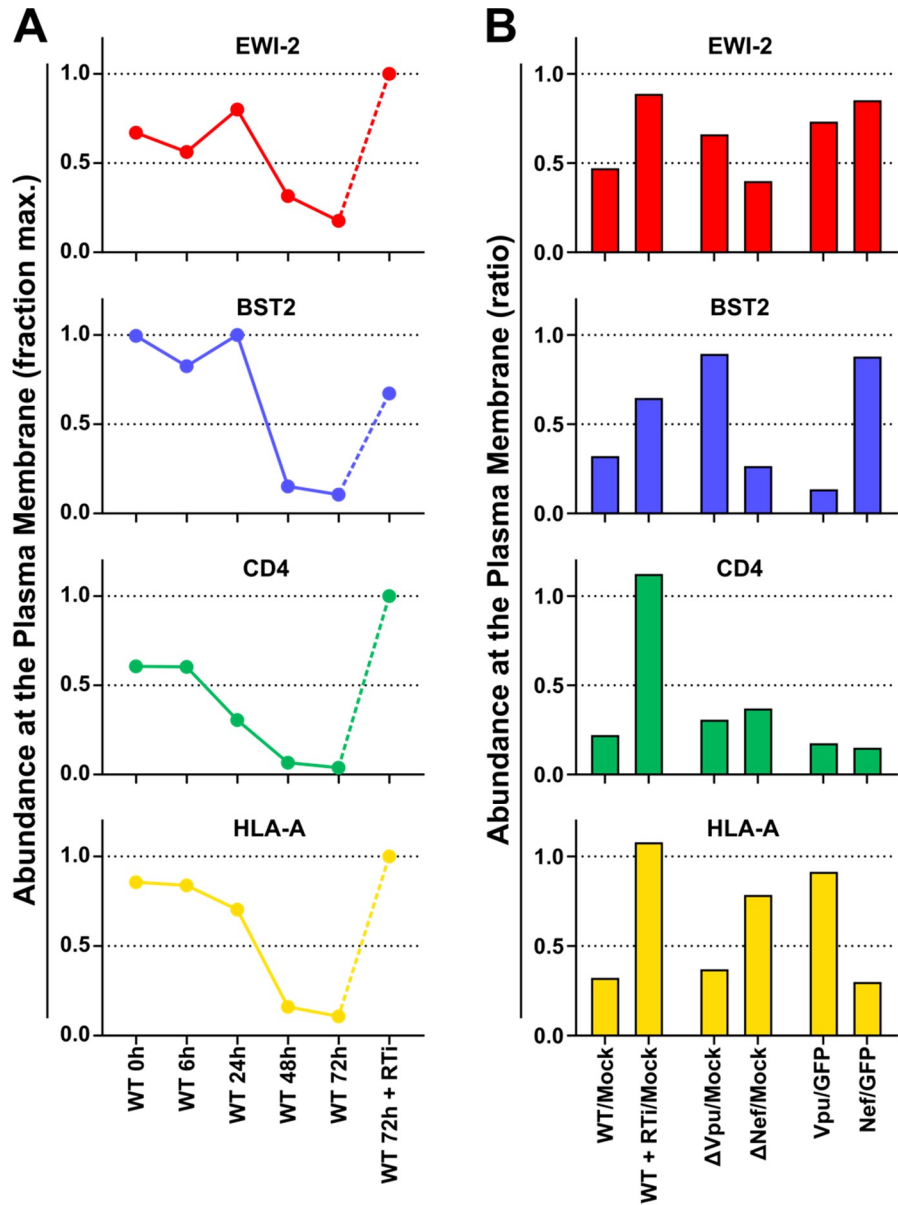 A
Abundance at the Plasma Membrane (fraction max.)
EWI-2
1.0
0.5
0.0
BST2
1.0
0.5
0.0
CD4
1.0
0.5
0.0
HLA-A
1.0
0.5
0.0
WT 0h
WT 6h
WT 24h
WT 48h
WT 72h
WT 72h + RTi
B
Abundance at the Plasma Membrane (ratio)
EWI-2
1.0
0.5
0.0
BST2
1.0
0.5
0.0
CD4
1.0
0.5
0.0
HLA-A
1.0
0.5
0.0
WT/Mock
WT + RTi/Mock
ΔVpu/Mock
ΔNef/Mock
Vpu/GFP
Nef/GFP